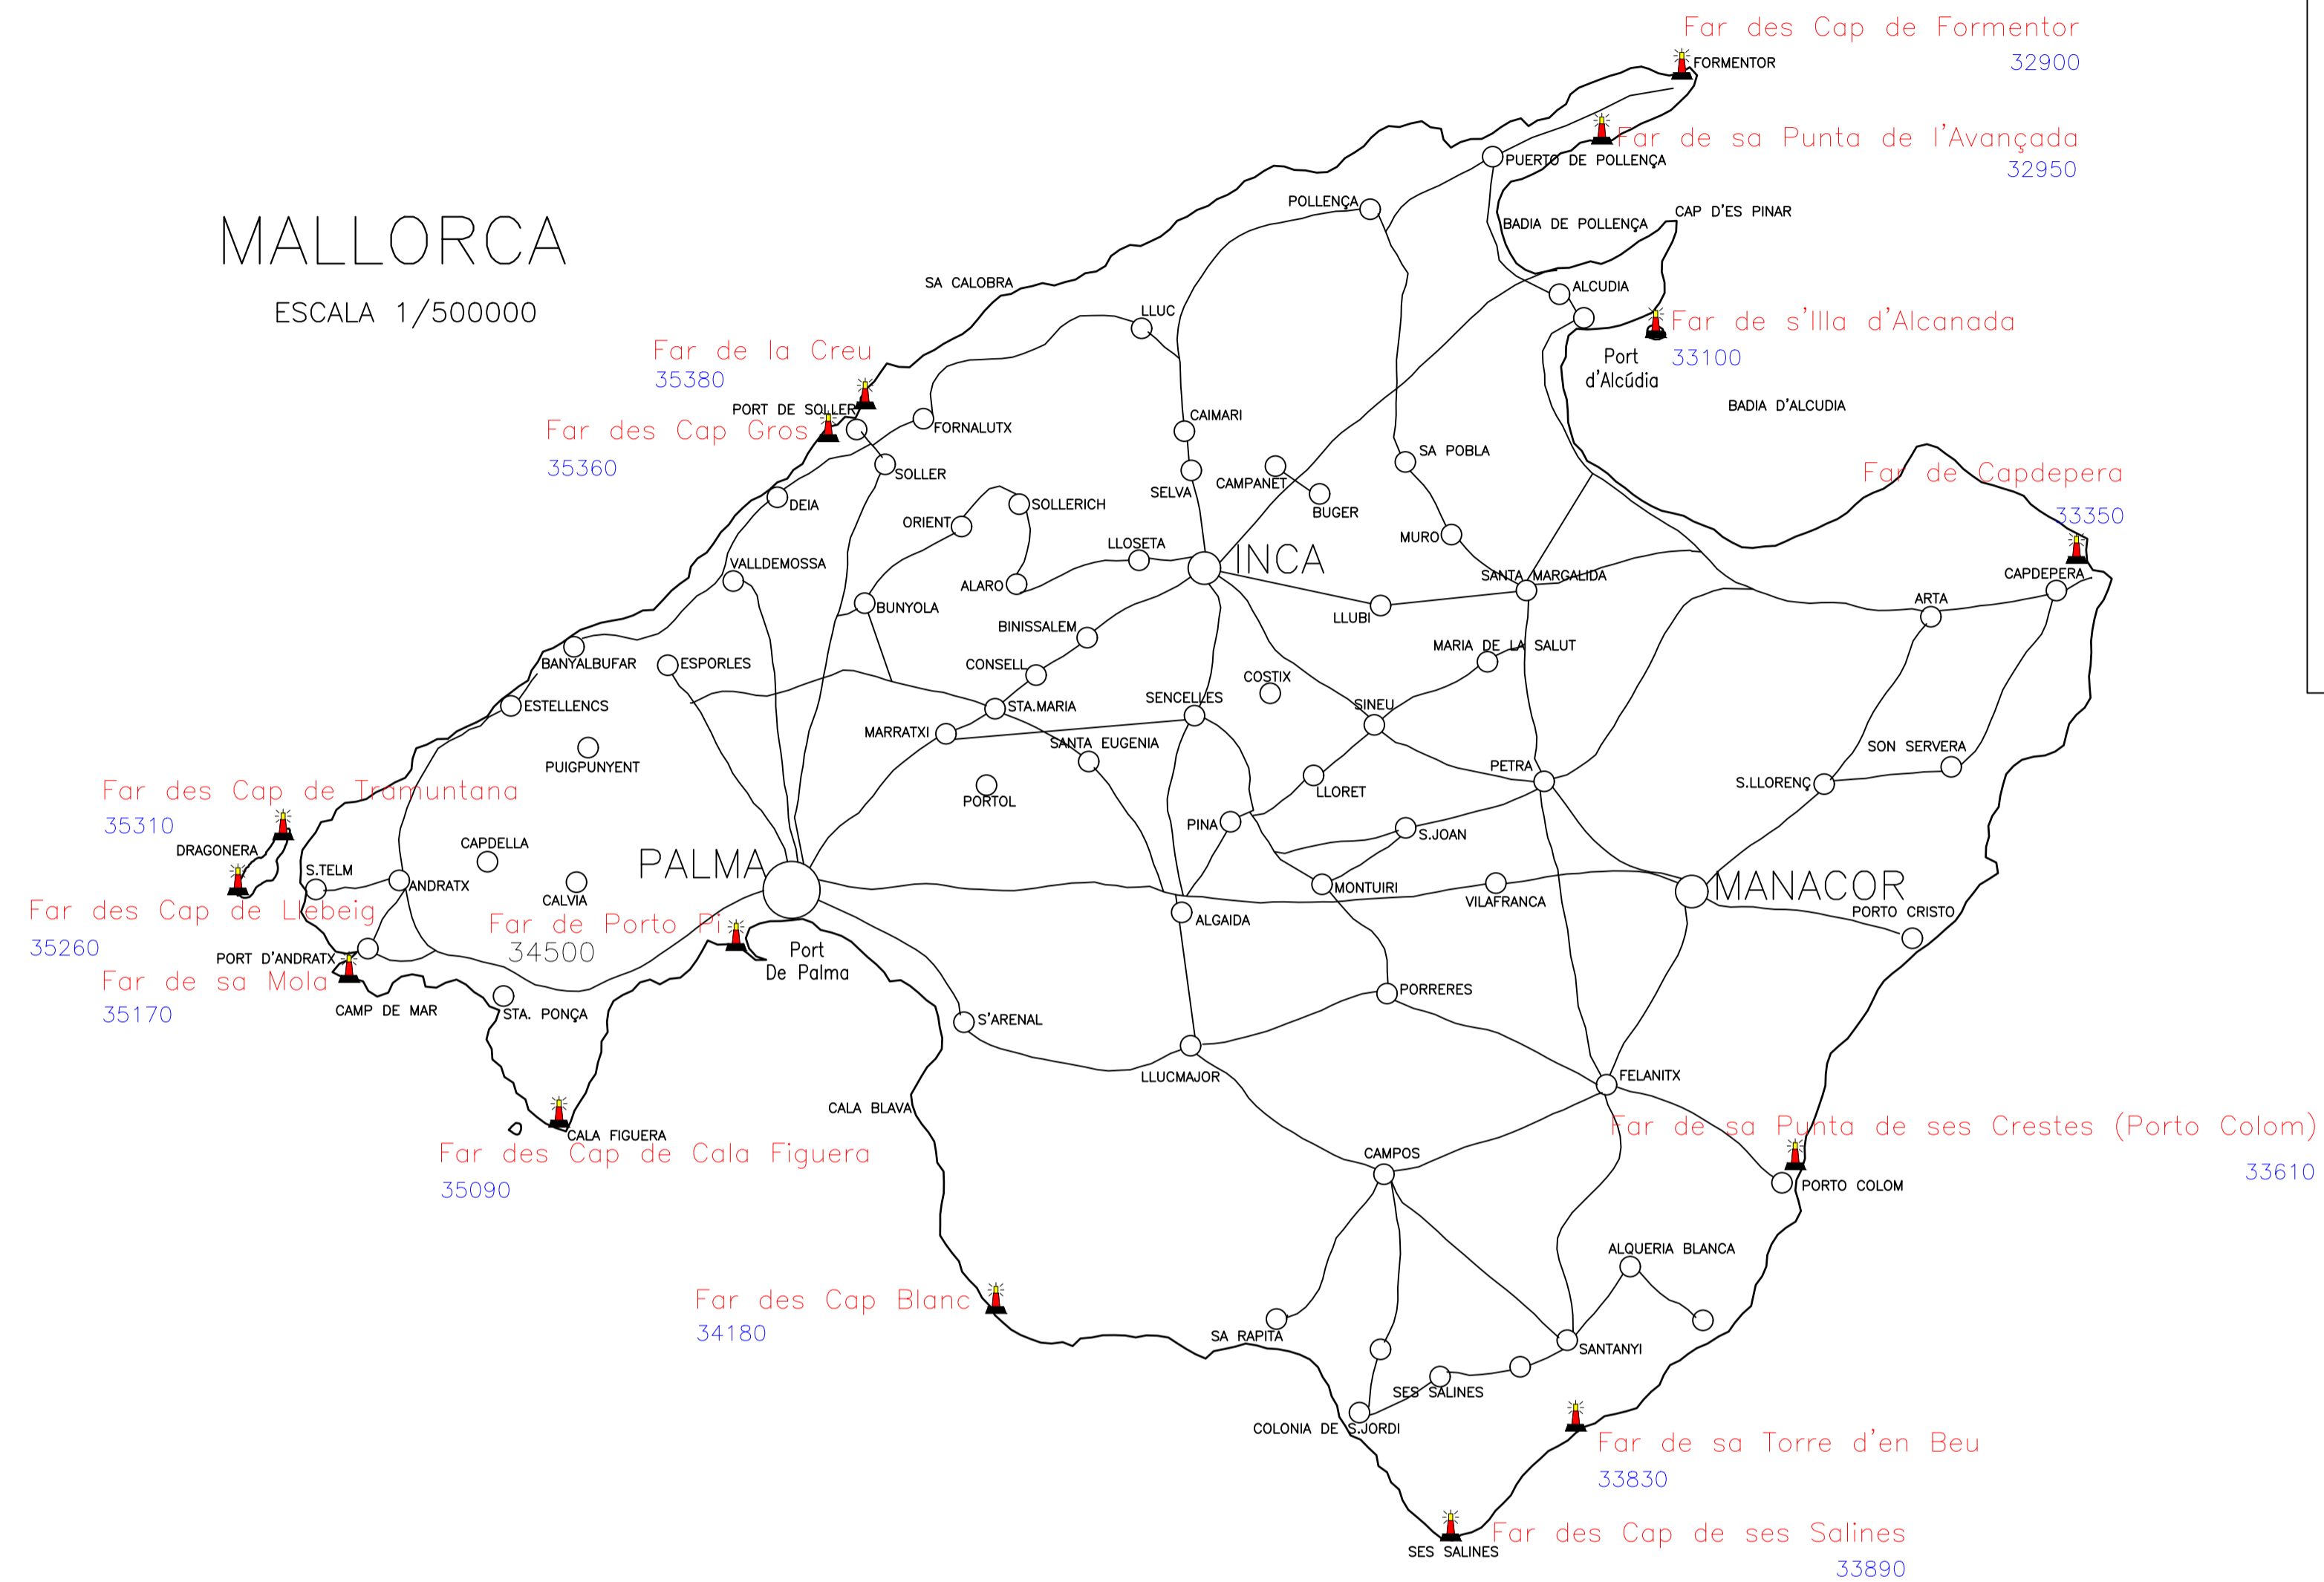 Far des Cap de Formentor
FORMENTOR
32900
Far de sa Punta de l'Avançada
PUERTO DE POLLENÇA
32950
POLLENÇA
CAP D'ES PINAR
BADIA DE POLLENÇA
MALLORCA
ESCALA 1/500000
SA CALOBRA
ALCUDIA
LLUC
Far de s'Illa d'Alcanada
33100
Port
d'Alcúdia
Far de la Creu
35380
BADIA D'ALCUDIA
PORT DE SOLLER
CAIMARI
FORNALUTX
Far des Cap Gros
35360
SA POBLA
SOLLER
Far de Capdepera
33350
CAMPANET
SELVA
BUGER
DEIA
SOLLERICH
ORIENT
MURO
LLOSETA
INCA
VALLDEMOSSA
SANTA MARGALIDA
CAPDEPERA
ALARO
ARTA
BUNYOLA
LLUBI
BINISSALEM
MARIA DE LA SALUT
BANYALBUFAR
ESPORLES
CONSELL
COSTIX
SENCELLES
ESTELLENCS
STA.MARIA
SINEU
MARRATXI
SANTA EUGENIA
SON SERVERA
PUIGPUNYENT
PETRA
S.LLORENÇ
Far des Cap de Tramuntana
35310
PORTOL
LLORET
PINA
S.JOAN
DRAGONERA
CAPDELLA
PALMA
S.TELM
ANDRATX
MONTUIRI
MANACOR
CALVIA
VILAFRANCA
Far des Cap de Llebeig
35260
PORTO CRISTO
ALGAIDA
Far de Porto Pi
34500
Port
De Palma
PORT D'ANDRATX
Far de sa Mola
35170
PORRERES
CAMP DE MAR
STA. PONÇA
S'ARENAL
LLUCMAJOR
FELANITX
CALA BLAVA
Far de sa Punta de ses Crestes (Porto Colom)
33610
CALA FIGUERA
Far des Cap de Cala Figuera
35090
CAMPOS
PORTO COLOM
ALQUERIA BLANCA
Far des Cap Blanc
34180
SA RAPITA
SANTANYI
SES SALINES
COLONIA DE S.JORDI
Far de sa Torre d'en Beu
33830
Far des Cap de ses Salines
SES SALINES
33890